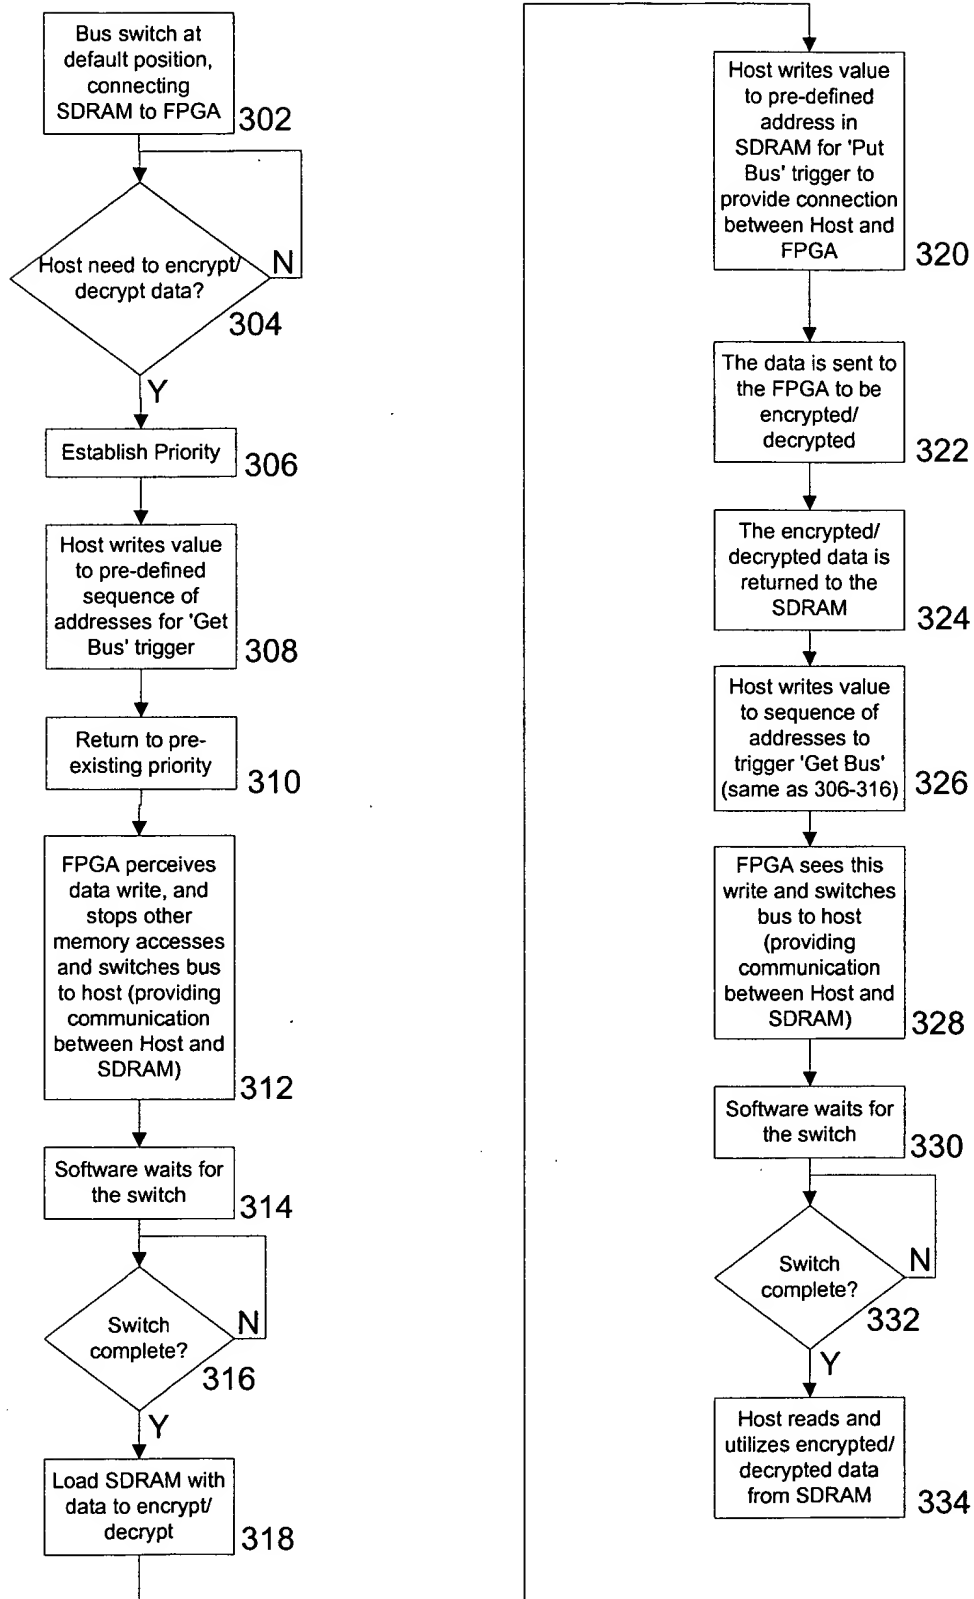 Bus switch at
default position,
connecting
SDRAM to FPGA
302
Host need to encrypt/
decrypt data?
N
304
Y
Establish Priority
306
Host writes value
to pre-defined
sequence of
addresses for 'Get
Bus' trigger
308
Return to pre-
existing priority
310
FPGA perceives
data write, and
stops other
memory accesses
and switches bus
to host (providing
communication
between Host and
SDRAM)
312
Software waits for
the switch
314
Switch
complete?
N
316
Y
Load SDRAM with
data to encrypt/
decrypt
318
Host writes value
to pre-defined
address in
SDRAM for 'Put
Bus' trigger to
provide connection
between Host and
FPGA
320
The data is sent to
the FPGA to be
encrypted/
decrypted
322
The encrypted/
decrypted data is
returned to the
SDRAM
324
Host writes value
to sequence of
addresses to
trigger 'Get Bus'
(same as 306-316)
326
FPGA sees this
write and switches
bus to host
(providing
communication
between Host and
SDRAM)
328
Software waits for
the switch
330
Switch
complete?
N
332
Y
Host reads and
utilizes encrypted/
decrypted data
from SDRAM
334